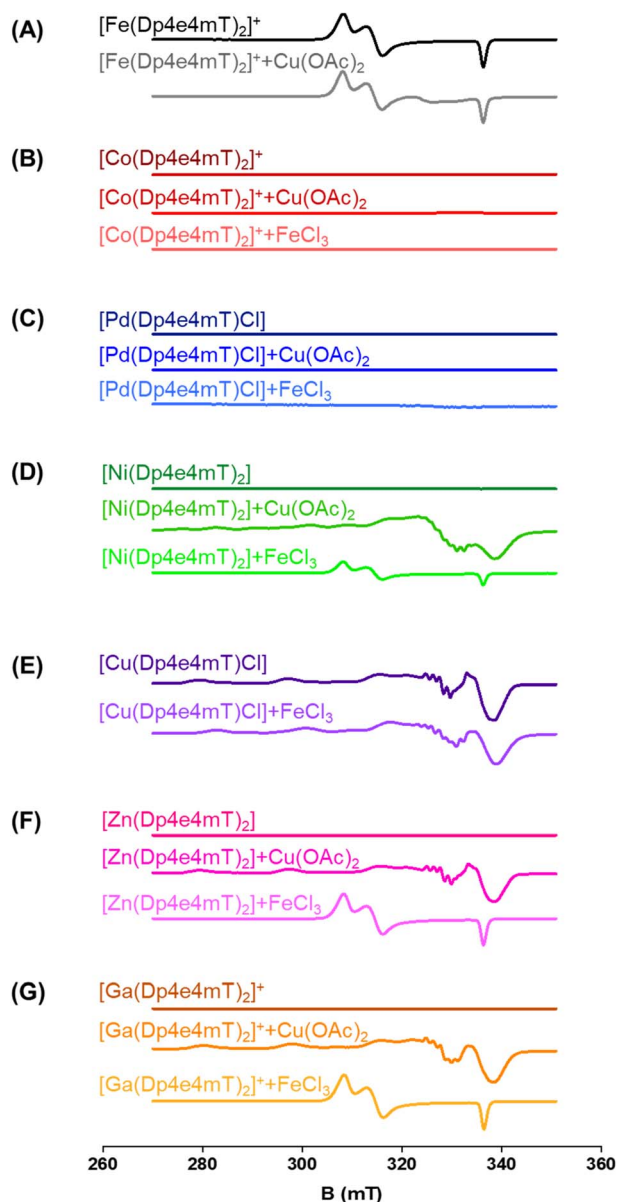 (A)
[Fe(Dp4e4mT)₂]⁺
[Fe(Dp4e4mT)₂]⁺+Cu(OAc)₂
(B)
[Co(Dp4e4mT)₂]⁺
[Co(Dp4e4mT)₂]⁺+Cu(OAc)₂
[Co(Dp4e4mT)₂]⁺+FeCl₃
(C)
[Pd(Dp4e4mT)Cl]
[Pd(Dp4e4mT)Cl]+Cu(OAc)₂
[Pd(Dp4e4mT)Cl]+FeCl₃
(D)
[Ni(Dp4e4mT)₂]
[Ni(Dp4e4mT)₂]+Cu(OAc)₂
[Ni(Dp4e4mT)₂]+FeCl₃
(E)
[Cu(Dp4e4mT)Cl]
[Cu(Dp4e4mT)Cl]+FeCl₃
(F)
[Zn(Dp4e4mT)₂]
[Zn(Dp4e4mT)₂]+Cu(OAc)₂
[Zn(Dp4e4mT)₂]+FeCl₃
(G)
[Ga(Dp4e4mT)₂]⁺
[Ga(Dp4e4mT)₂]⁺+Cu(OAc)₂
[Ga(Dp4e4mT)₂]⁺+FeCl₃
260 300 320 340 360
B (mT)